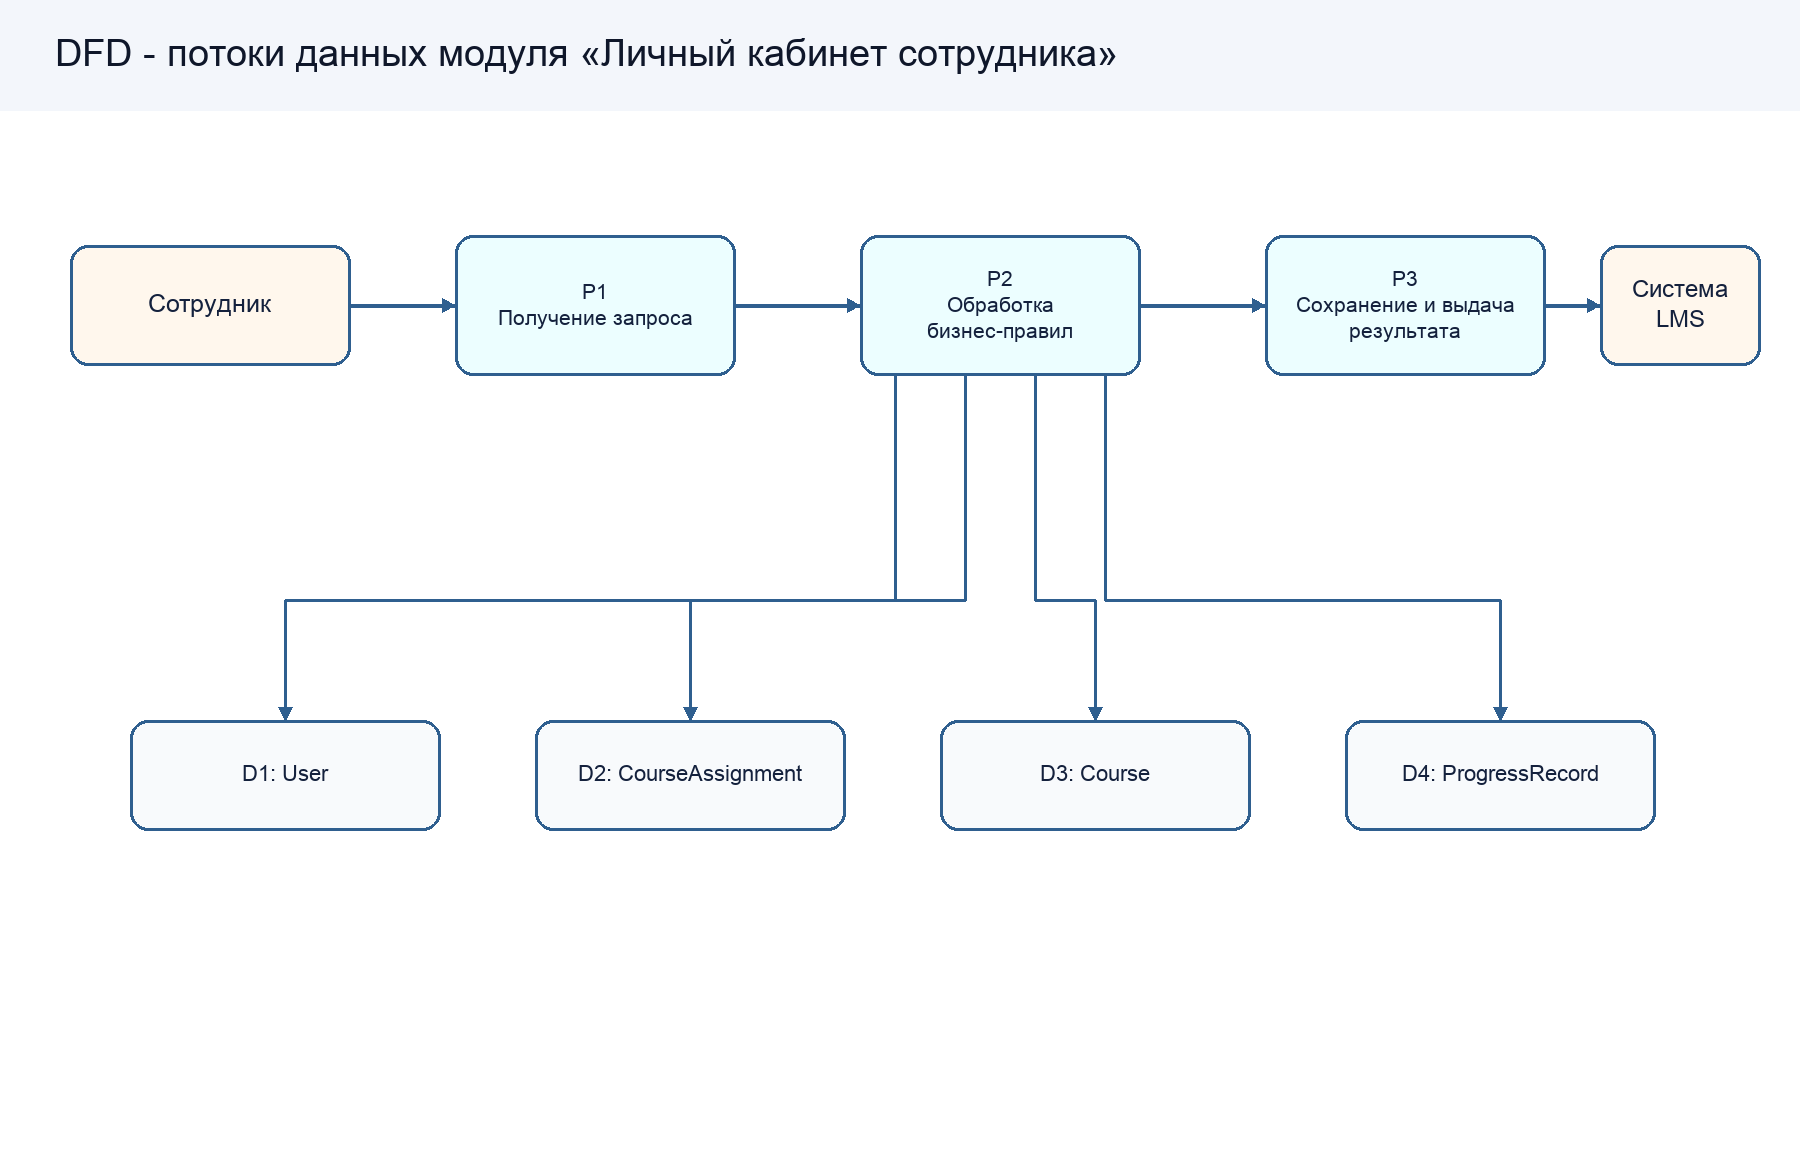 DFD - потоки данных модуля «Личный кабинет сотрудника»
Сотрудник
P1
Получение запроса
P2
Обработка
бизнес-правил
P3
Сохранение и выдача
результата
Система
LMS
D1: User
D2: CourseAssignment
D3: Course
D4: ProgressRecord